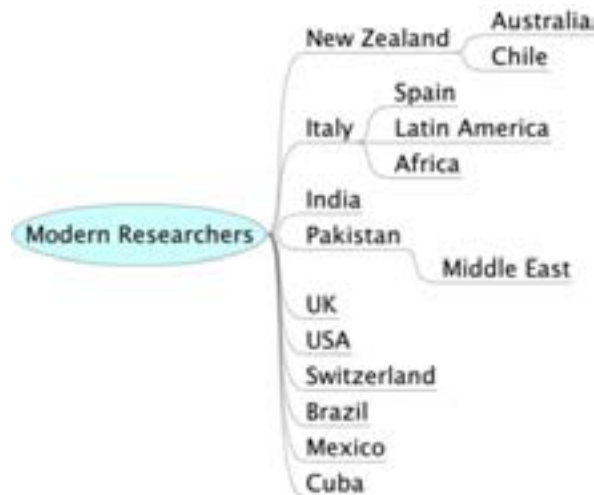 Modern Researchers
New Zealand
Australia
Chile
Italy
Spain
Latin America
Africa
India
Pakistan
Middle East
UK
USA
Switzerland
Brazil
Mexico
Cuba